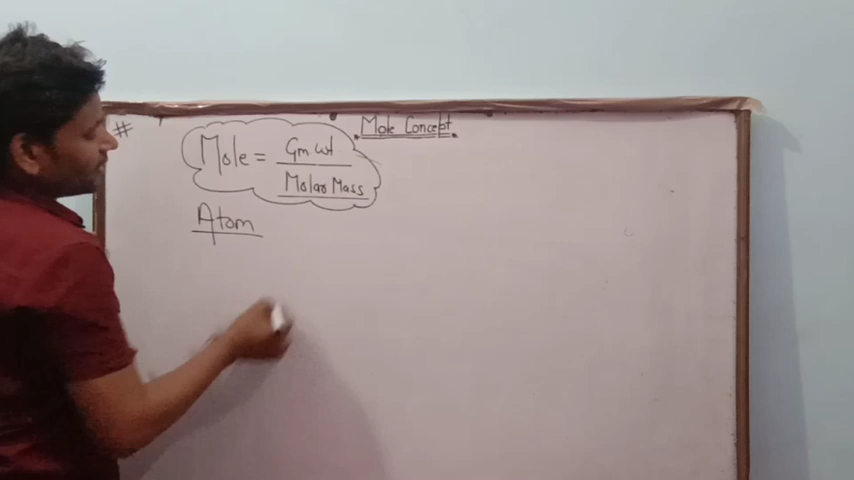 # Mole Concept.
Mole = Gm wt
Molar Mass
Atom